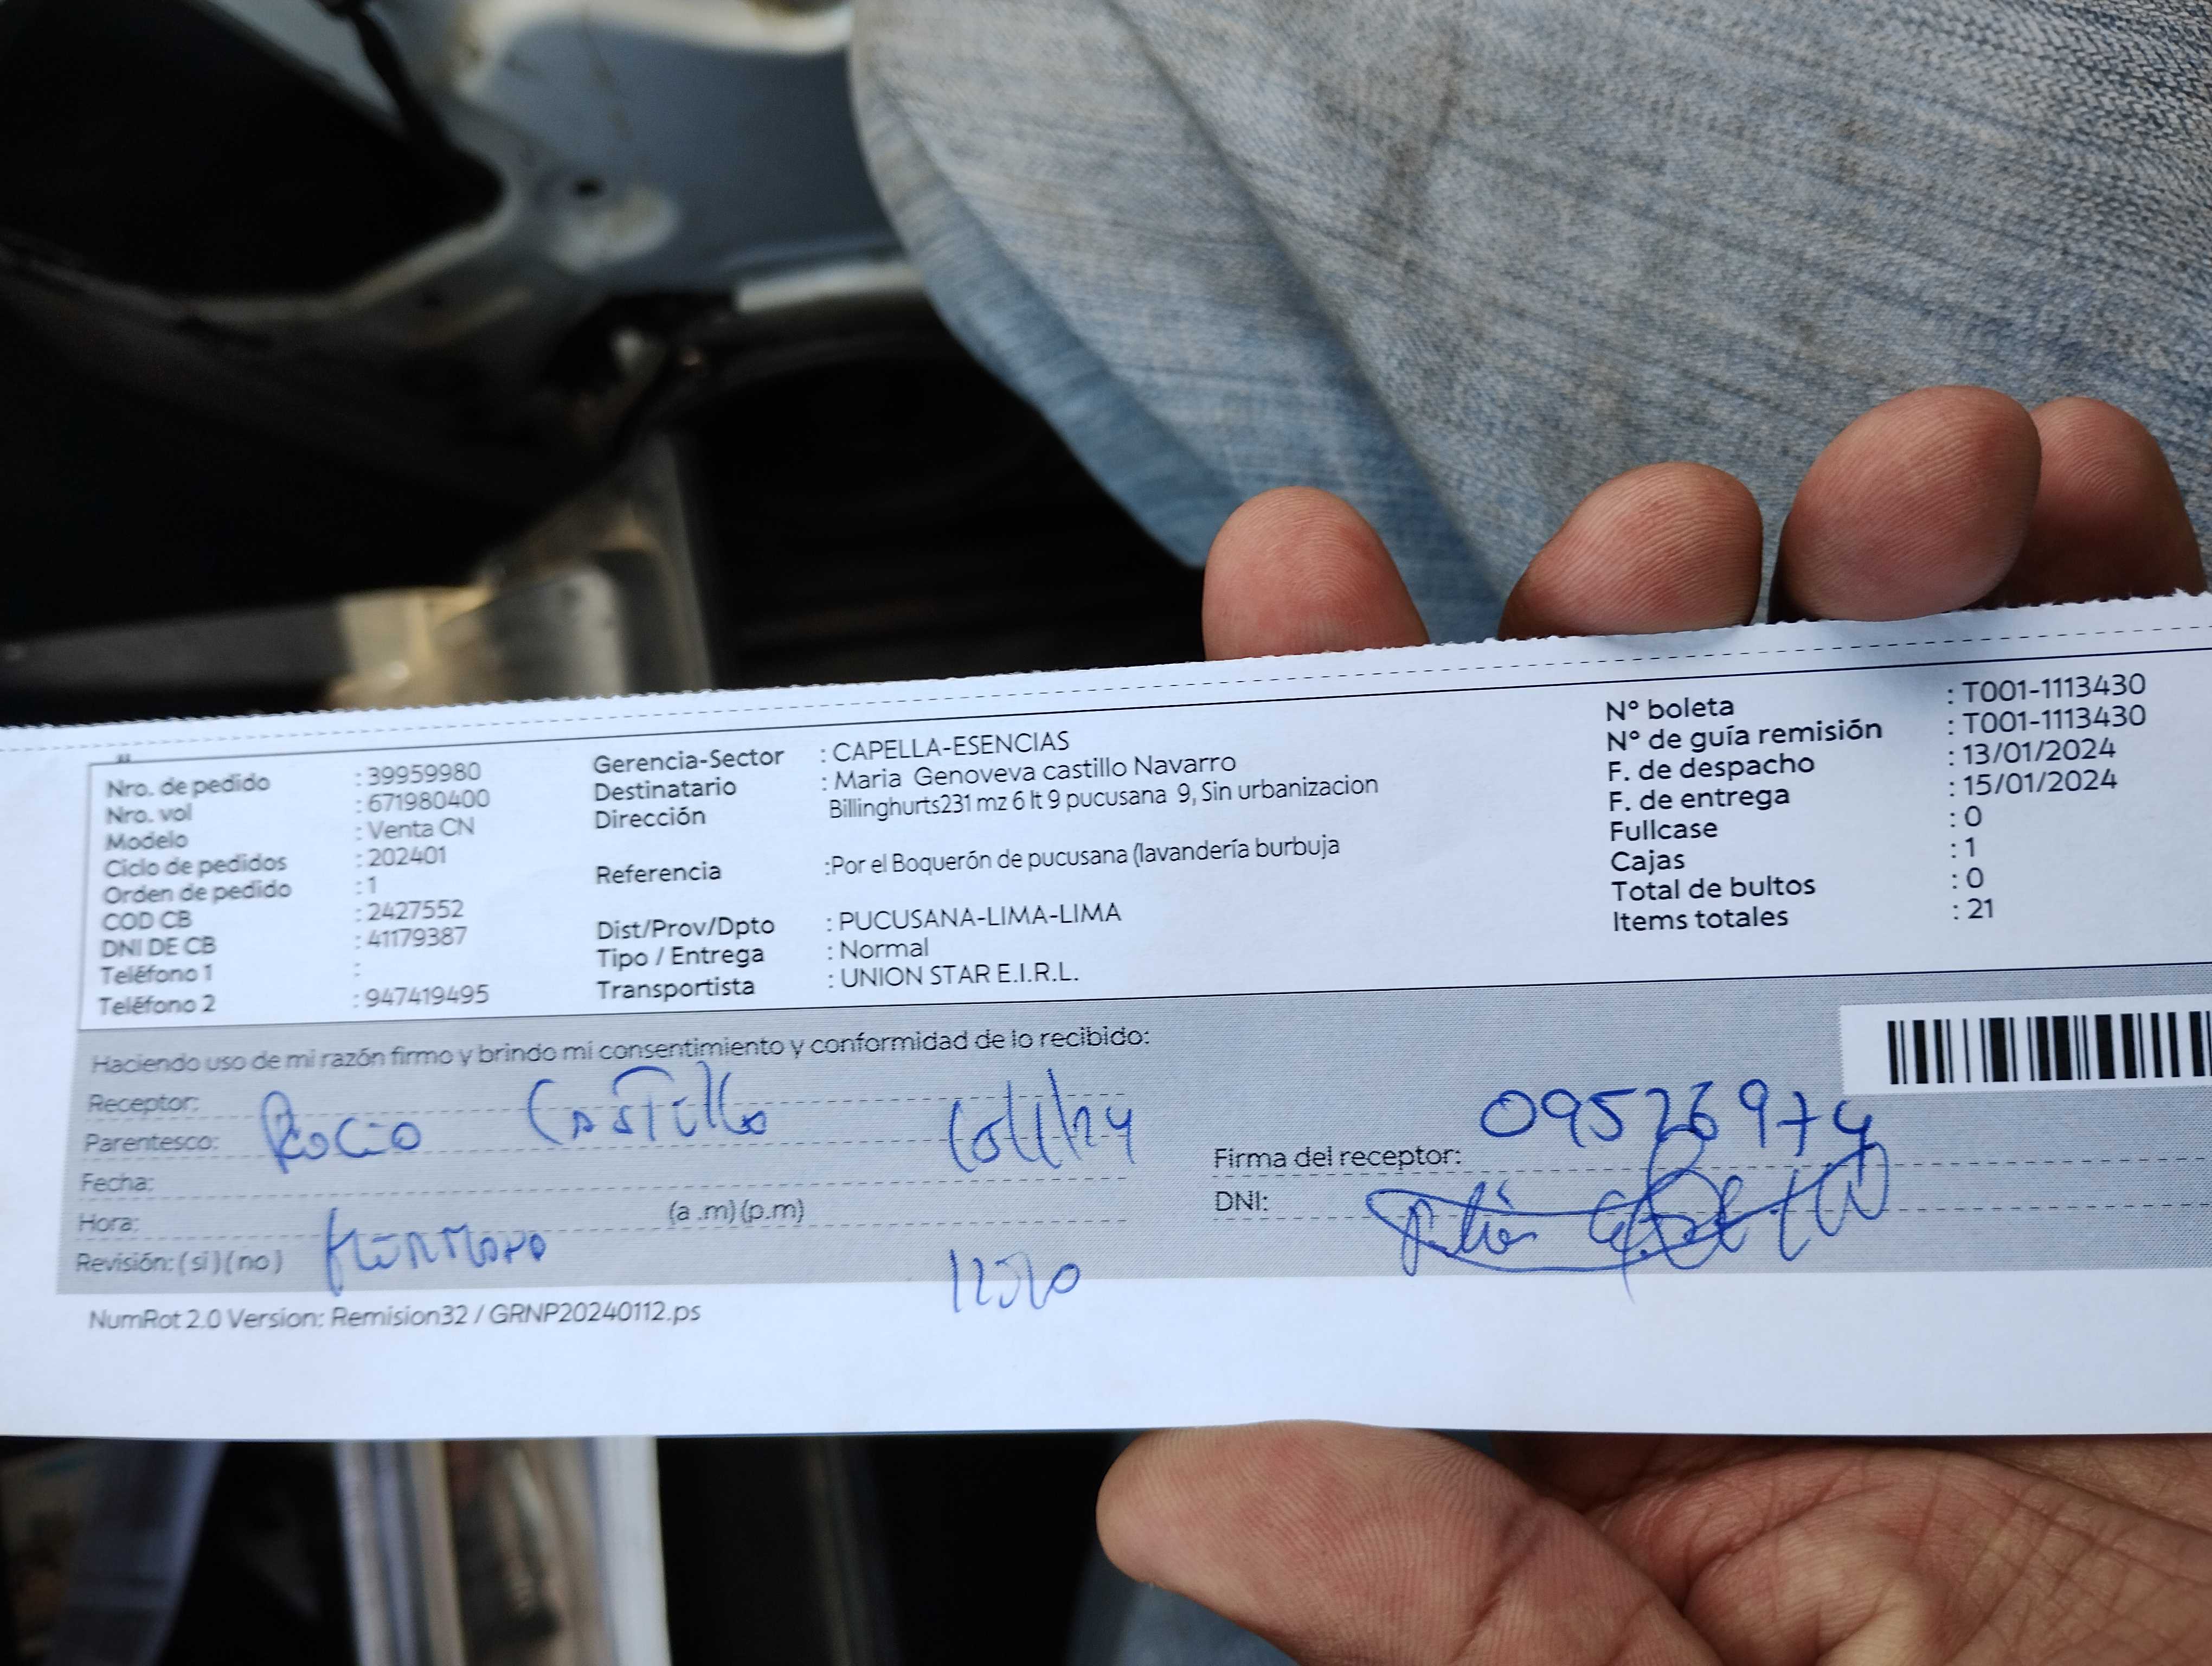 Nro. de pedido : 39959980
Nro. vol : 671980400
Modelo : Venta CN
Ciclo de pedidos : 202401
Orden de pedido : 1
COD CB : 2427552
DNI DE CB : 41179387
Teléfono 1 :
Teléfono 2 : 947419495
Gerencia-Sector : CAPELLA-ESENCIAS
Destinatario : Maria Genoveva castillo Navarro
Dirección Billinghurts231 mz 6 lt 9 pucusana 9, Sin urbanizacion
Referencia :Por el Boquerón de pucusana (lavandería burbuja
Dist/Prov/Dpto : PUCUSANA-LIMA-LIMA
Tipo / Entrega : Normal
Transportista : UNION STAR E.I.R.L.
N° boleta : T001-1113430
N° de guía remisión : T001-1113430
F. de despacho : 13/01/2024
F. de entrega : 15/01/2024
Fullcase : 0
Cajas : 1
Total de bultos : 0
Items totales : 21
Haciendo uso de mi razón firmo y brindo mi consentimiento y conformidad de lo recibido:
Receptor:
Parentesco: Rocio Castillo
Fecha:
Hora: (a .m) (p.m)
Revisión: ( si ) ( no )
09526974
Firma del receptor:
DNI:
NumRot 2.0 Version: Remision32 / GRNP20240112.ps